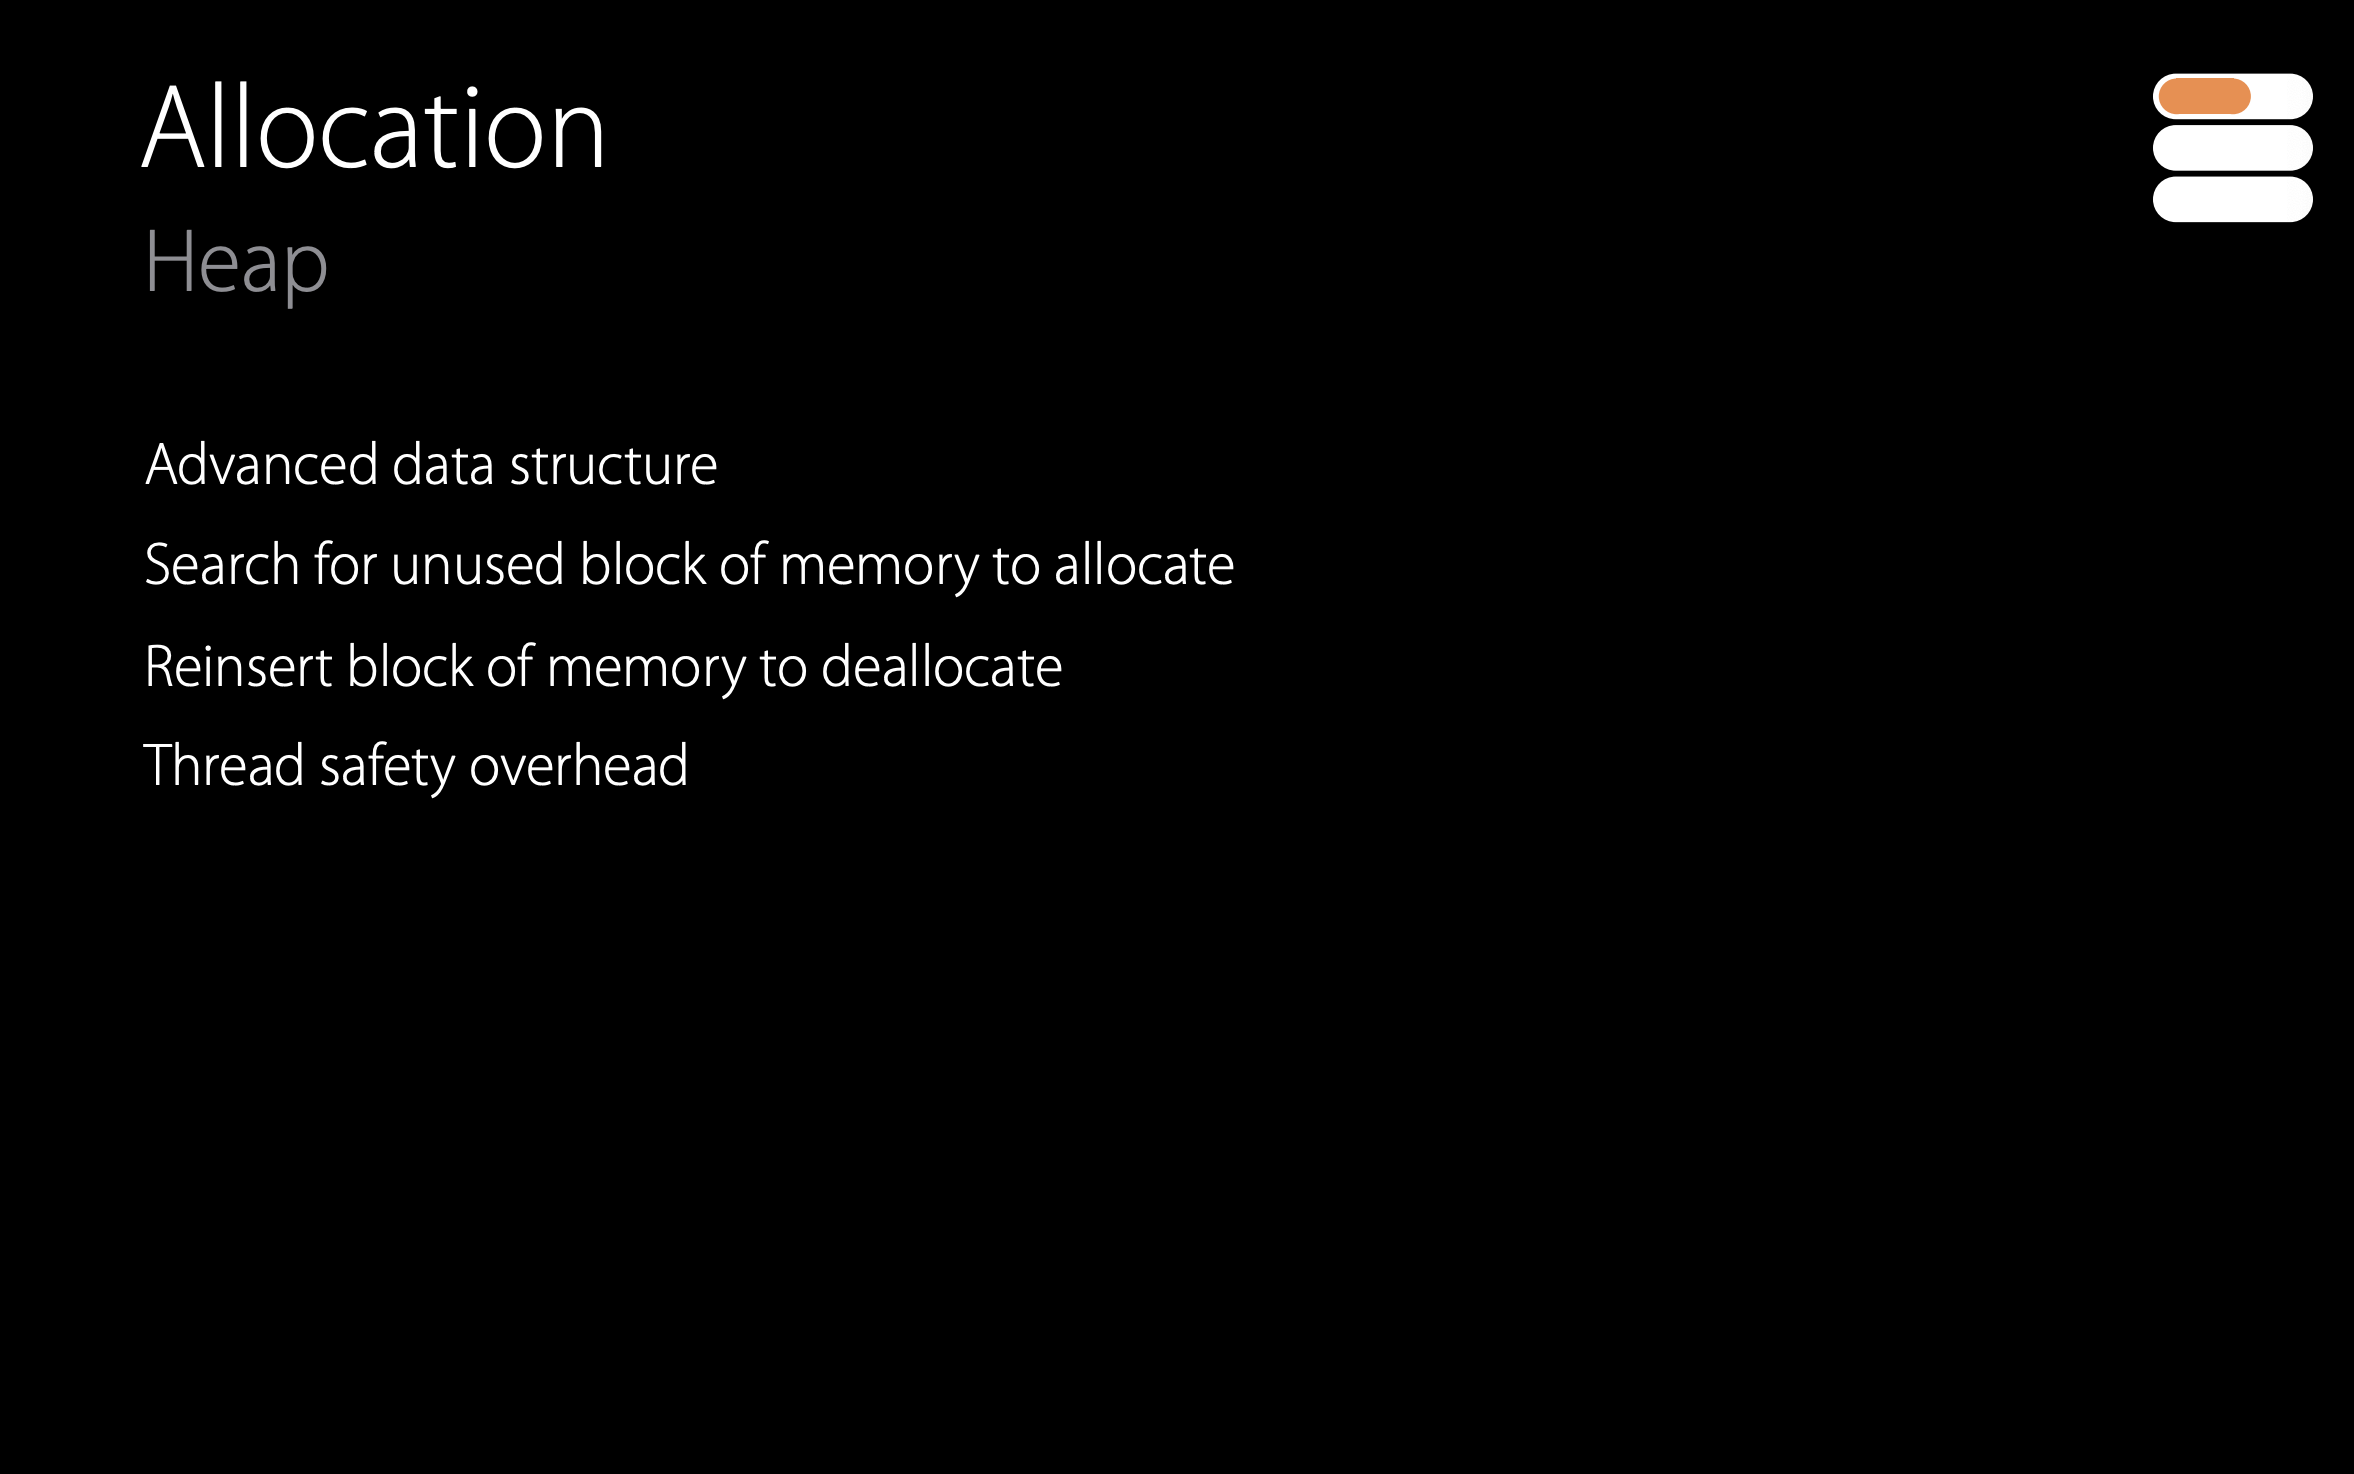 Allocation
Heap
Advanced data structure
Search for unused block of memory to allocate
Reinsert block of memory to deallocate
Thread safety overhead